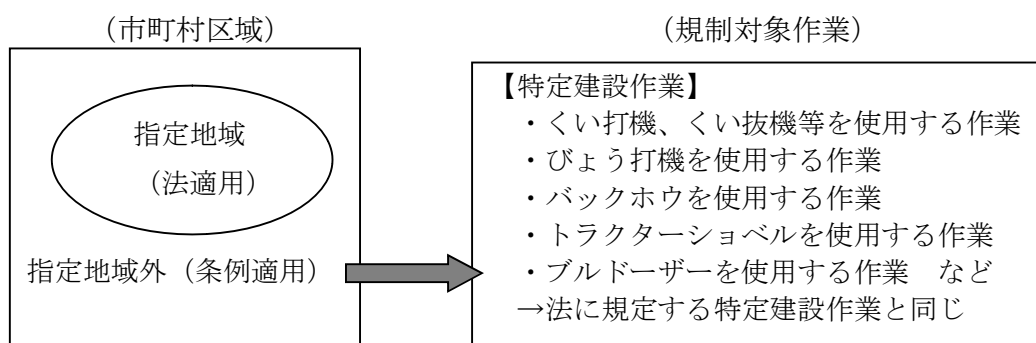 （市町村区域）
指定地域
（法適用）
指定地域外（条例適用）
（規制対象作業）
【特定建設作業】
・くい打機、くい抜機等を使用する作業
・びょう打機を使用する作業
・バックホウを使用する作業
・トラクターショベルを使用する作業
・ブルドーザーを使用する作業　など
→法に規定する特定建設作業と同じ